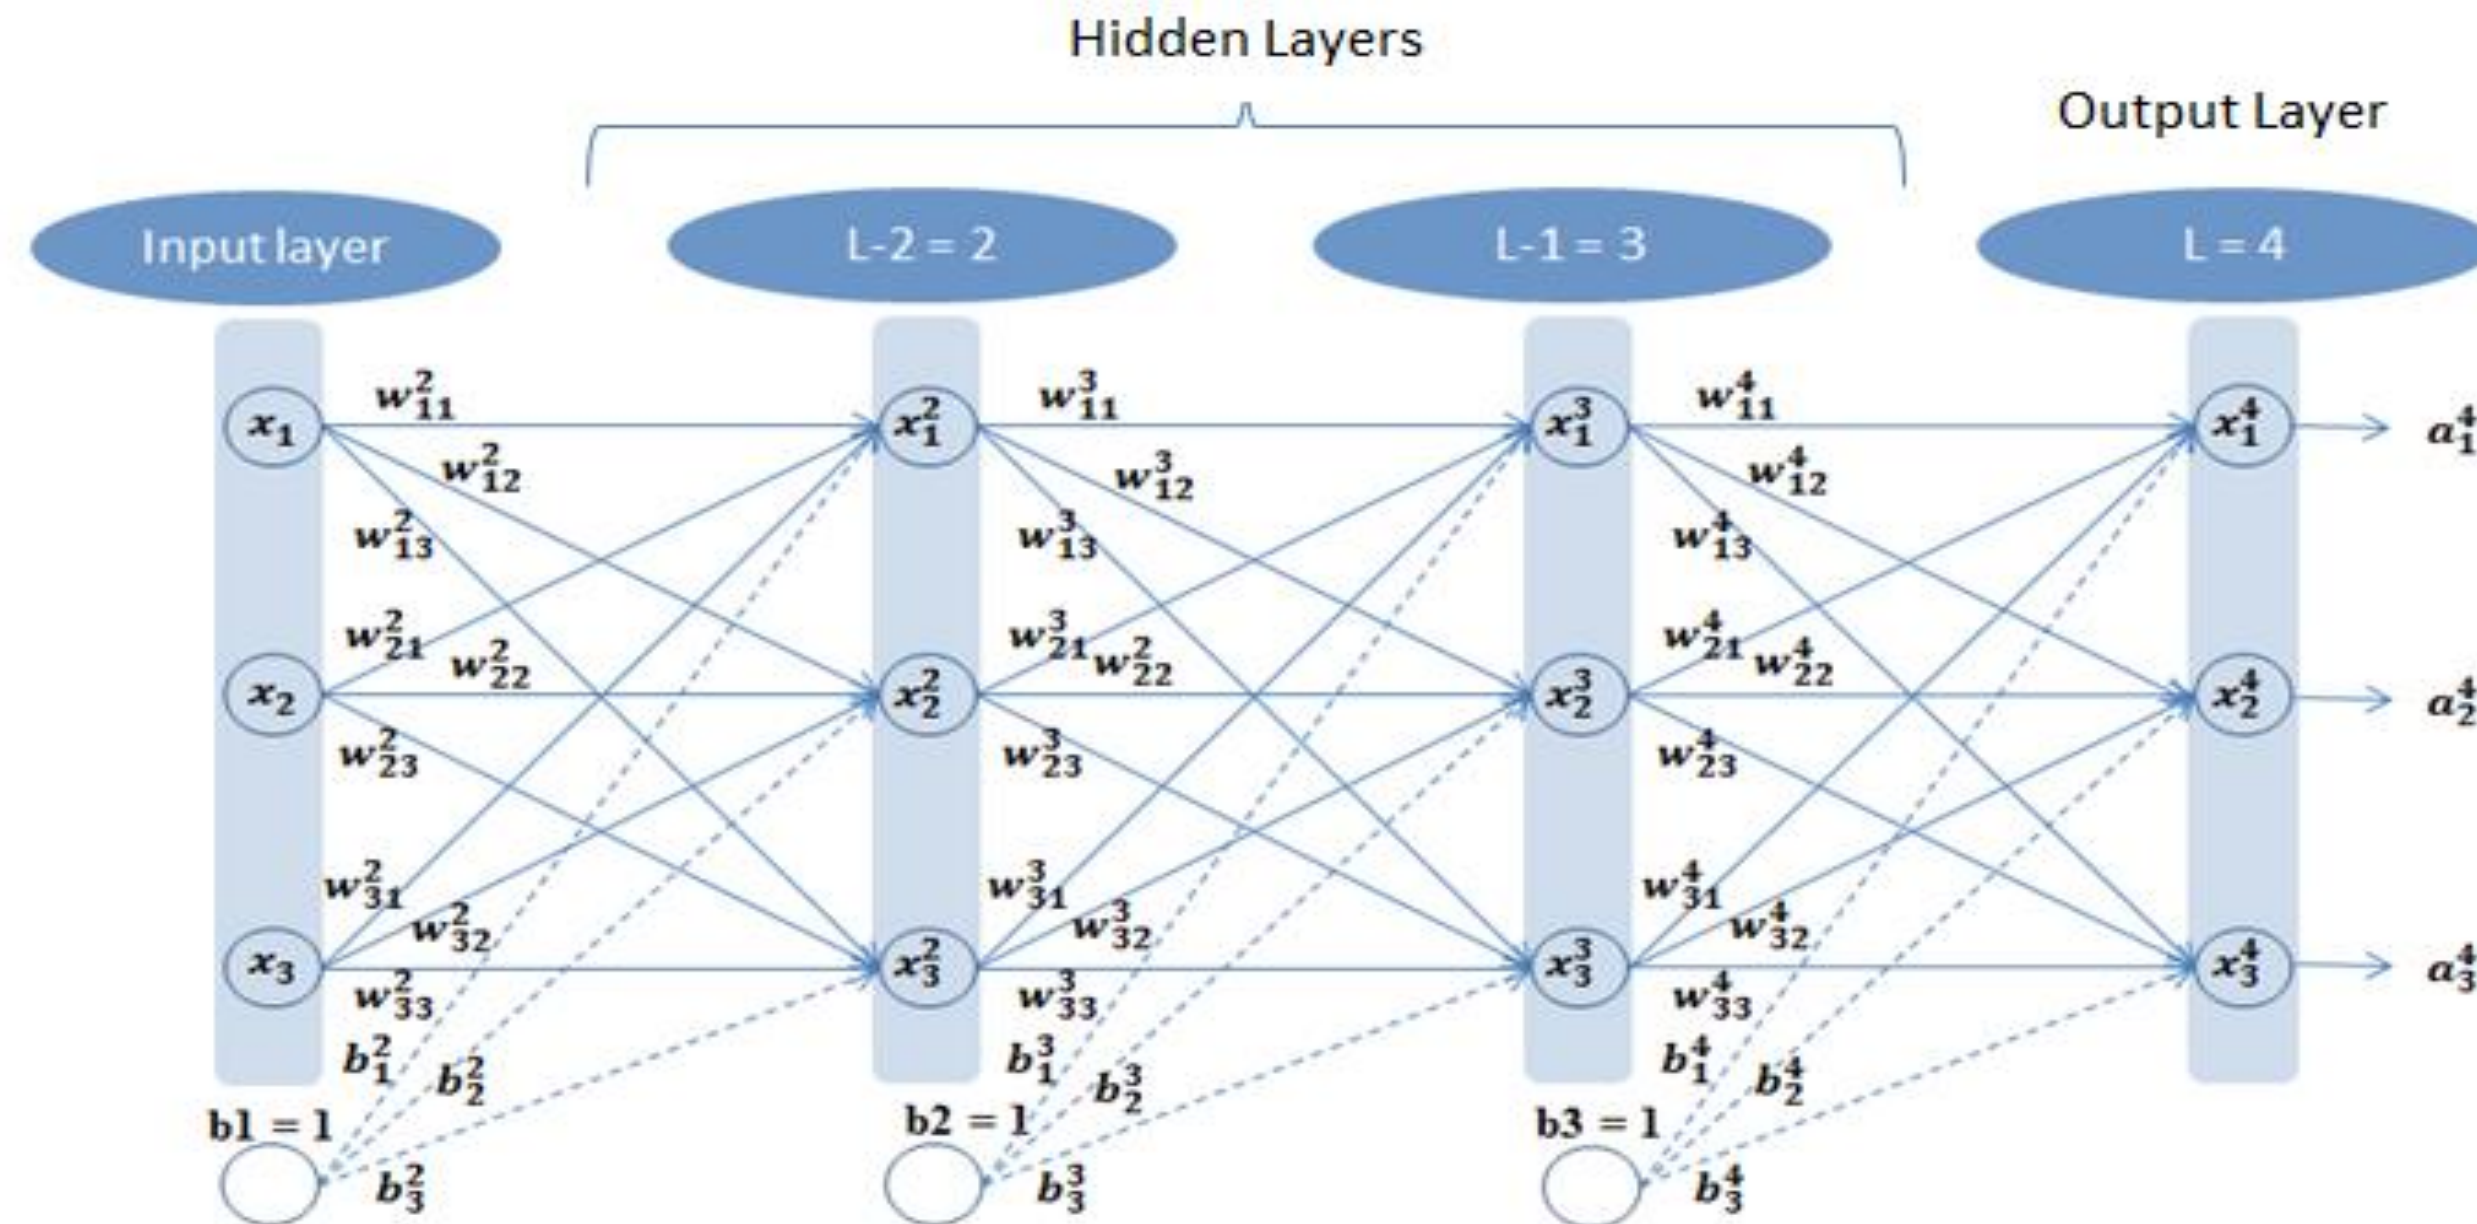 Hidden Layers
Output Layer
Input layer
L-2 = 2
L-1 = 3
L = 4
x₁ w²₁₁ x²₁ w³₁₁ x³₁ w⁴₁₁ x⁴₁ a⁴₁
w²₁₂ w³₁₂ w⁴₁₂
w²₁₃ w³₁₃ w⁴₁₃
w²₂₁ w²₂₂ w³₂₁ w²₂₂ w⁴₂₁ w⁴₂₂
x₂ x²₂ x³₂ x⁴₂ a⁴₂
w²₂₃ w³₂₃ w⁴₂₃
w²₃₁ w³₃₁ w⁴₃₁
w²₃₂ w³₃₂ w⁴₃₂
x₃ x²₃ x³₃ x⁴₃ a⁴₃
w²₃₃ w³₃₃ w⁴₃₃
b²₁ b²₂ b³₁ b³₂ b⁴₁ b⁴₂
b1 = 1 b2 = 1 b3 = 1
b²₃ b³₃ b⁴₃